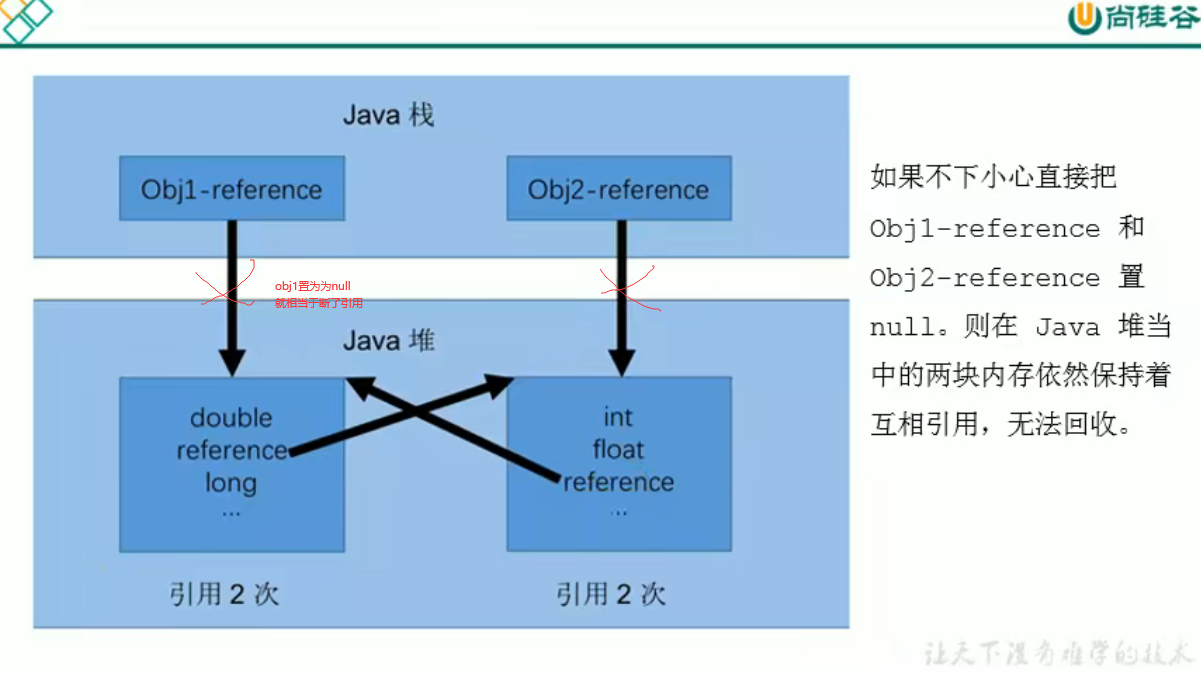 尚硅谷
Java 栈
Obj1-reference
Obj2-reference
obj1置为为null
就相当于断了引用
Java 堆
double
reference
long
...
int
float
reference
...
引用 2 次
引用 2 次
如果不下小心直接把
Obj1-reference 和
Obj2-reference 置
null。则在 Java 堆当
中的两块内存依然保持着
互相引用，无法回收。
让天下没有难学的技术